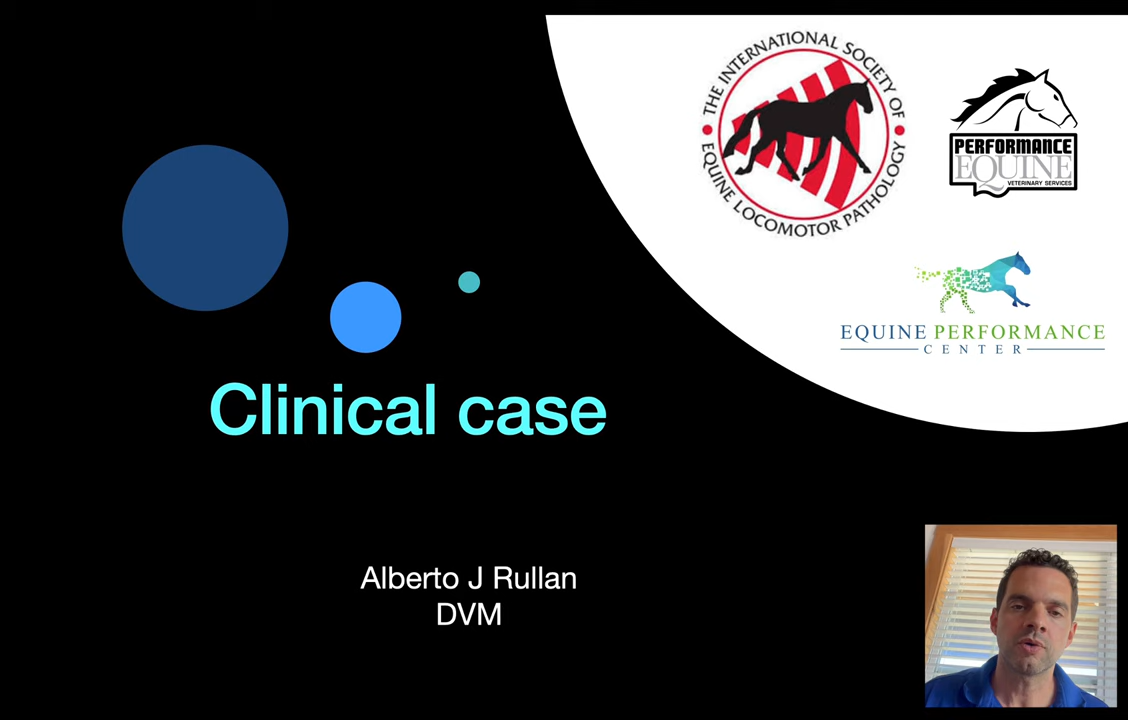 THE INTERNATIONAL SOCIETY OF
EQUINE LOCOMOTOR PATHOLOGY
PERFORMANCE
EQUINE
VETERINARY SERVICES
EQUINE PERFORMANCE
CENTER
Clinical case
Alberto J Rullan
DVM